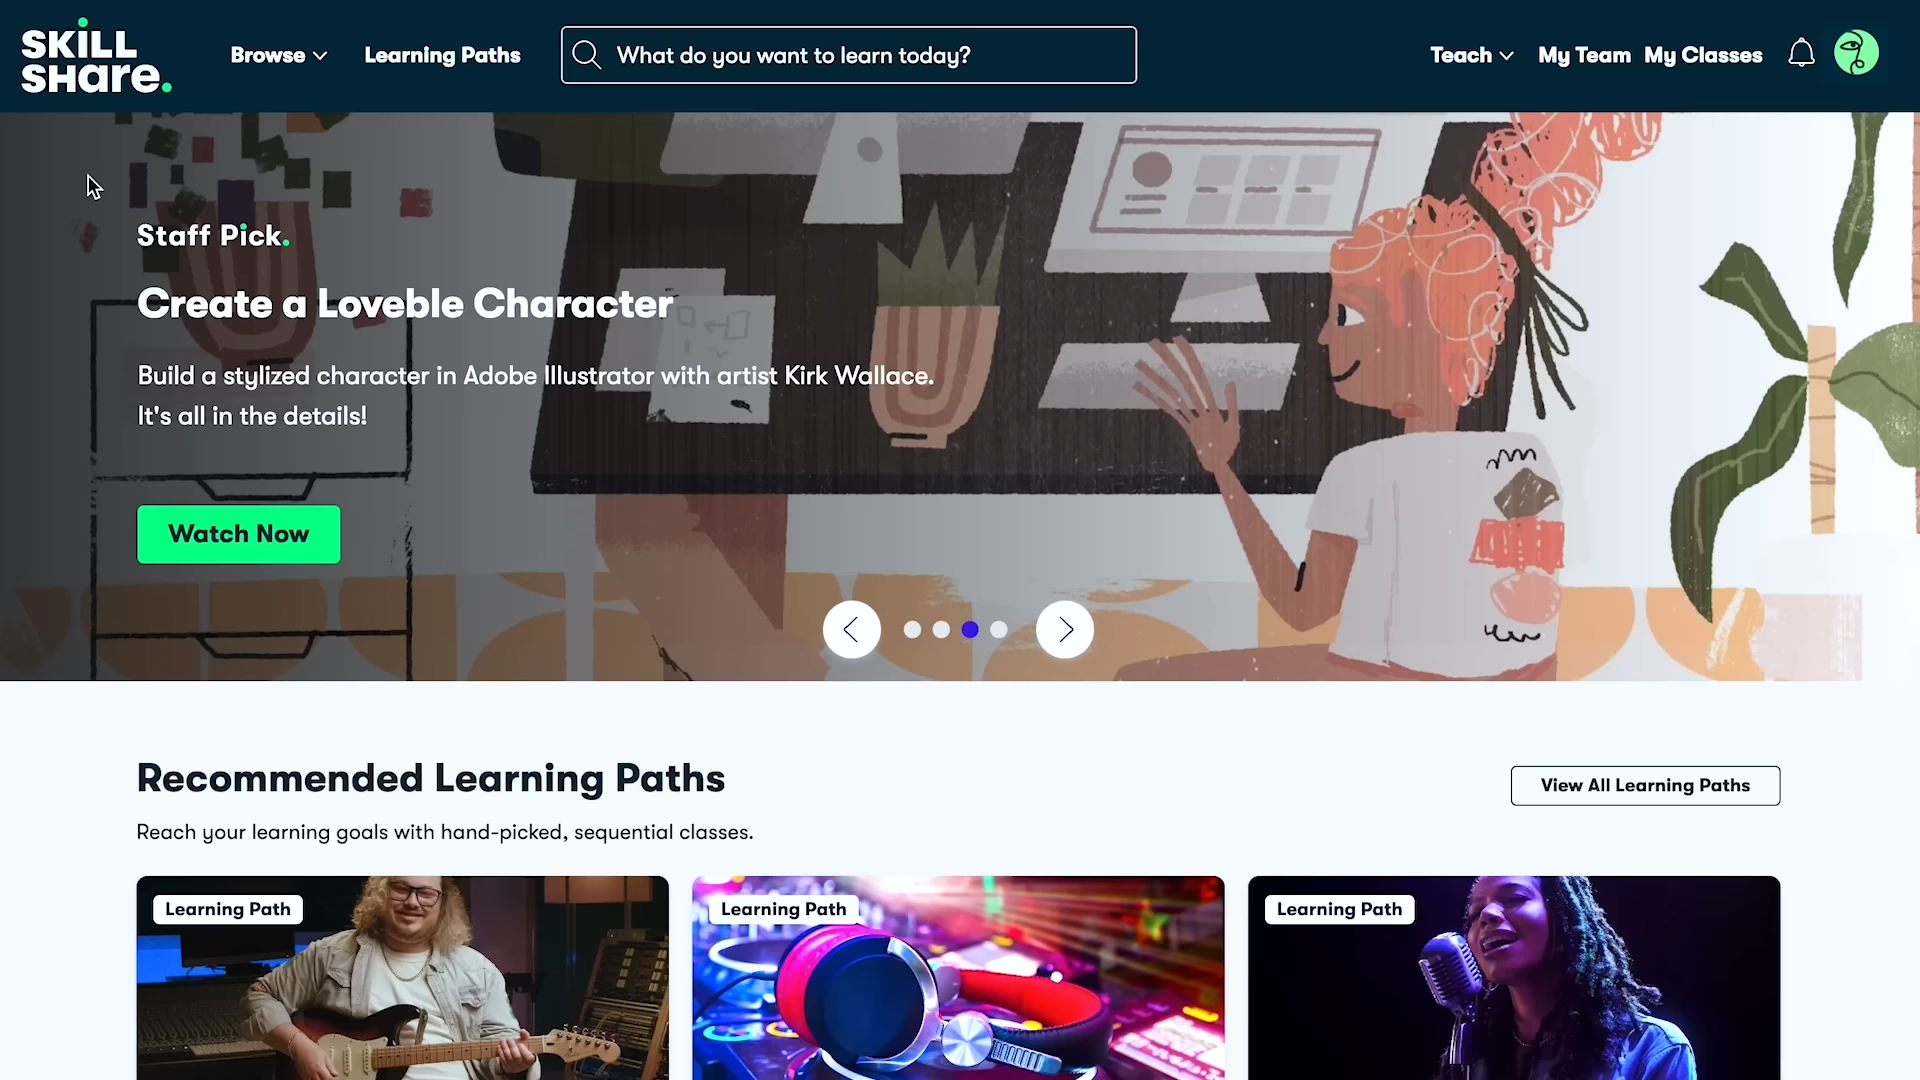 SKILL
SHare.
Browse
Learning Paths
What do you want to learn today?
Teach
My Team
My Classes
Staff Pick.
Create a Loveble Character
Build a stylized character in Adobe Illustrator with artist Kirk Wallace.
It's all in the details!
Watch Now
Recommended Learning Paths
View All Learning Paths
Reach your learning goals with hand-picked, sequential classes.
Learning Path
Learning Path
Learning Path